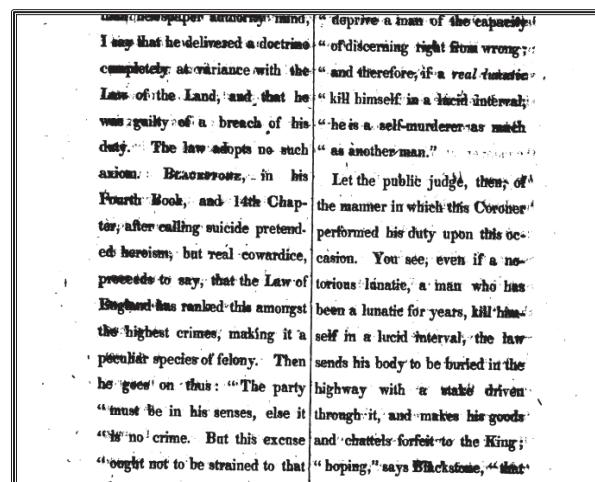 than newspaper authority mind,
I say that he delivered a doctrine
completely at variance with the
Law of the Land, and that he
was guilty of a breach of his
duty. The law adopts no such
axiom. BLACKSTONE, in his
Fourth Book, and 14th Chap-
ter, after calling suicide pretend-
ed heroism, but real cowardice,
proceeds to say, that the Law of
England has ranked this amongst
the highest crimes, making it a
peculiar species of felony. Then
he goes on thus: "The party
"must be in his senses, else it
"is no crime. But this excuse
"ought not to be strained to that
"deprive a man of the capacity
"of discerning right from wrong;
"and therefore, if a real lunatic
"kill himself in a lucid interval,
"he is a self-murderer as much
"as another man."
Let the public judge, then, of
the manner in which this Coroner
performed his duty upon this oc-
casion. You see, even if a no-
torious lunatic, a man who has
been a lunatic for years, kill him-
self in a lucid interval, the law
sends his body to be buried in the
highway with a stake driven
through it, and makes his goods
and chattels forfeit to the King;
"hoping," says Blackstone, "that